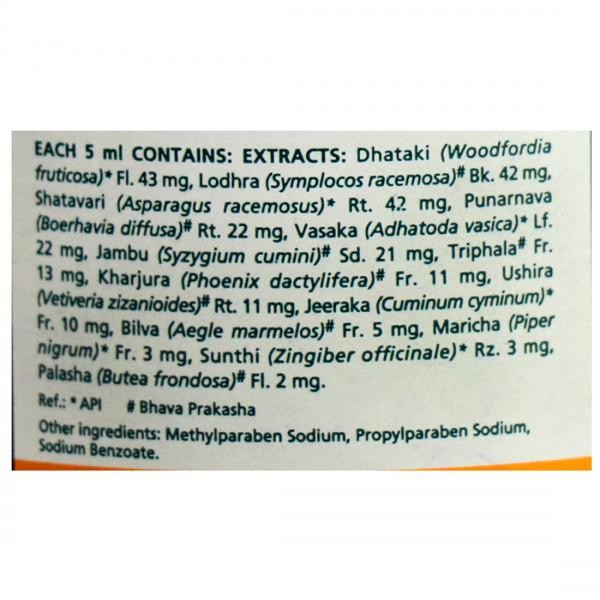 EACH 5 ml CONTAINS: EXTRACTS: Dhataki (Woodfordia
fruticosa)* Fl. 43 mg, Lodhra (Symplocos racemosa)# Bk. 42 mg,
Shatavari (Asparagus racemosus)* Rt. 42 mg, Punarnava
(Boerhavia diffusa)# Rt. 22 mg, Vasaka (Adhatoda vasica)* Lf.
22 mg, Jambu (Syzygium cumini)# Sd. 21 mg, Triphala# Fr.
13 mg, Kharjura (Phoenix dactylifera)# Fr. 11 mg, Ushira
(Vetiveria zizanioides)# Rt. 11 mg, Jeeraka (Cuminum cyminum)*
Fr. 10 mg, Bilva (Aegle marmelos)# Fr. 5 mg, Maricha (Piper
nigrum)* Fr. 3 mg, Sunthi (Zingiber officinale)* Rz. 3 mg,
Palasha (Butea frondosa)# Fl. 2 mg.
Ref.: * API # Bhava Prakasha
Other ingredients: Methylparaben Sodium, Propylparaben Sodium,
Sodium Benzoate.